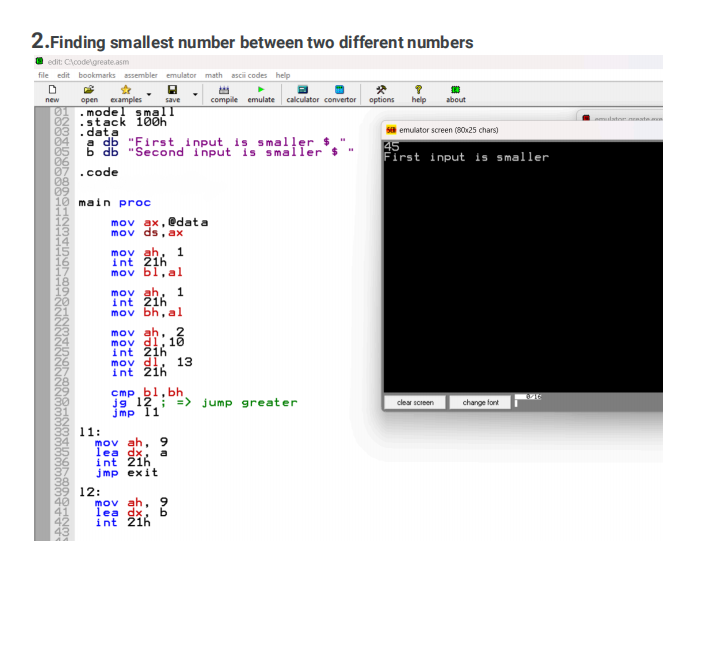 2.Finding smallest number between two different numbers
edit: C:\code\greate.asm
file edit bookmarks assembler emulator math ascii codes help
new open examples save compile emulate calculator convertor options help about
01 .model small
02 .stack 100h
03 .data
04 a db "First input is smaller $ "
05 b db "Second input is smaller $ "
06
07 .code
08
09
10 main proc
11
12 mov ax,@data
13 mov ds,ax
14
15 mov ah, 1
16 int 21h
17 mov bl,al
18
19 mov ah, 1
20 int 21h
21 mov bh,al
22
23 mov ah, 2
24 mov dl,10
25 int 21h
26 mov dl, 13
27 int 21h
28
29 cmp bl,bh
30 jg l2 ; => jump greater
31 jmp l1
32
33 l1:
34 mov ah, 9
35 lea dx, a
36 int 21h
37 jmp exit
38
39 l2:
40 mov ah, 9
41 lea dx, b
42 int 21h
43
emulator screen (80x25 chars)
45
First input is smaller
clear screen change font 0/16